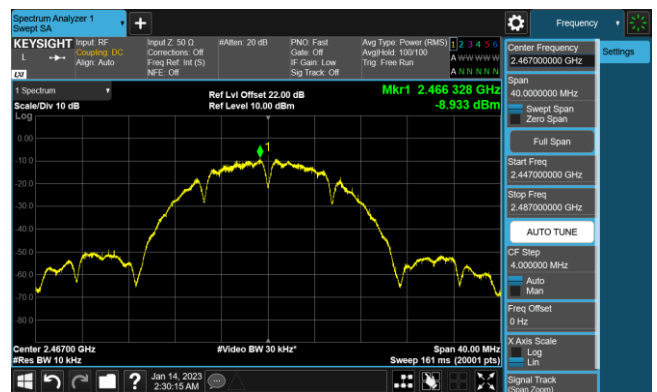 Spectrum Analyzer 1
Swept SA
Frequency
KEYSIGHT
L
LXI
Input: RF
Coupling: DC
Align: Auto
Input Z: 50 Ω
Corrections: Off
Freq Ref: Int (S)
NFE: Off
#Atten: 20 dB
PNO: Fast
Gate: Off
IF Gain: Low
Sig Track: Off
Avg Type: Power (RMS)
Avg|Hold: 100/100
Trig: Free Run
1 2 3 4 5 6
A W W W W W
A N N N N N
1 Spectrum
Scale/Div 10 dB
Log
Ref Lvl Offset 22.00 dB
Ref Level 10.00 dBm
Mkr1 2.466 328 GHz
-8.933 dBm
1
0.00
-10.0
-20.0
-30.0
-40.0
-50.0
-60.0
-70.0
-80.0
Center 2.46700 GHz
#Res BW 10 kHz
#Video BW 30 kHz*
Span 40.00 MHz
Sweep 161 ms (20001 pts)
Jan 14, 2023
2:30:15 AM
Center Frequency
2.467000000 GHz
Span
40.0000000 MHz
Swept Span
Zero Span
Full Span
Start Freq
2.447000000 GHz
Stop Freq
2.487000000 GHz
AUTO TUNE
CF Step
4.000000 MHz
Auto
Man
Freq Offset
0 Hz
X Axis Scale
Log
Lin
Signal Track
(Span Zoom)
Settings